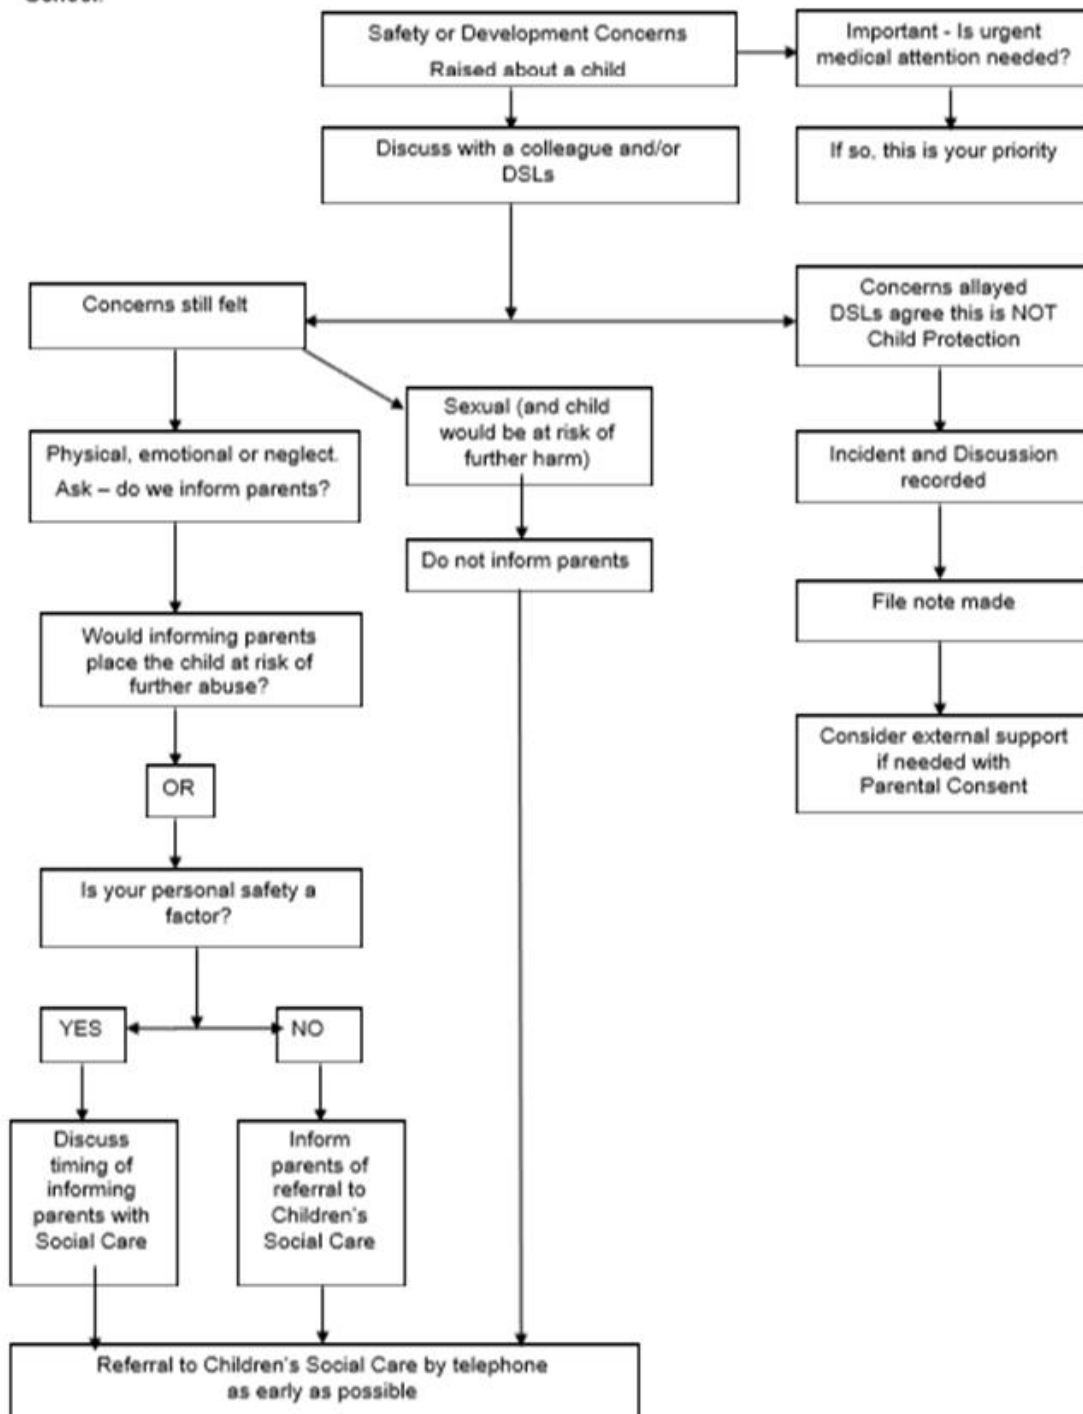 School.
Safety or Development Concerns
Raised about a child
Important - Is urgent
medical attention needed?
Discuss with a colleague and/or
DSLs
If so, this is your priority
Concerns still felt
Concerns allayed
DSLs agree this is NOT
Child Protection
Sexual (and child
would be at risk of
further harm)
Physical, emotional or neglect.
Ask – do we inform parents?
Incident and Discussion
recorded
Do not inform parents
File note made
Would informing parents
place the child at risk of
further abuse?
Consider external support
if needed with
Parental Consent
OR
Is your personal safety a
factor?
YES
NO
Discuss
timing of
informing
parents with
Social Care
Inform
parents of
referral to
Children's
Social Care
Referral to Children's Social Care by telephone
as early as possible